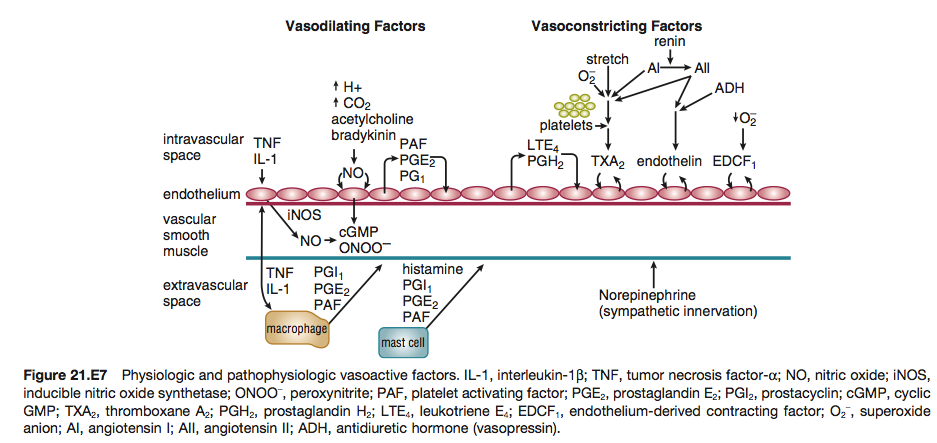 Vasodilating Factors
Vasoconstricting Factors
renin
stretch
O₂⁻
AI
AII
ADH
↑ H+
↑ CO₂
acetylcholine
bradykinin
platelets
↓O₂⁻
intravascular
space
TNF
IL-1
NO
PAF
PGE₂
PG₁
LTE₄
PGH₂
TXA₂
endothelin
EDCF₁
endothelium
iNOS
vascular
smooth
muscle
NO
cGMP
ONOO⁻
extravascular
space
TNF
IL-1
PGI₁
PGE₂
PAF
macrophage
histamine
PGI₁
PGE₂
PAF
mast cell
Norepinephrine
(sympathetic innervation)
Figure 21.E7 Physiologic and pathophysiologic vasoactive factors. IL-1, interleukin-1β; TNF, tumor necrosis factor-α; NO, nitric oxide; iNOS,
inducible nitric oxide synthetase; ONOO⁻, peroxynitrite; PAF, platelet activating factor; PGE₂, prostaglandin E₂; PGI₂, prostacyclin; cGMP, cyclic
GMP; TXA₂, thromboxane A₂; PGH₂, prostaglandin H₂; LTE₄, leukotriene E₄; EDCF₁, endothelium-derived contracting factor; O₂⁻, superoxide
anion; AI, angiotensin I; AII, angiotensin II; ADH, antidiuretic hormone (vasopressin).